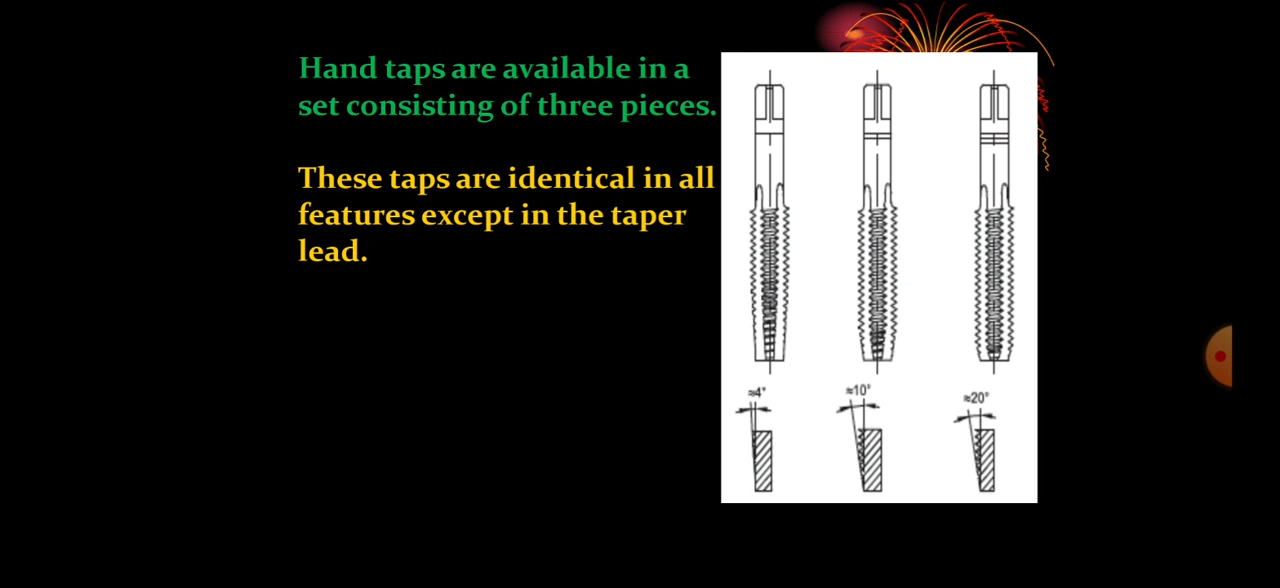 Hand taps are available in a
set consisting of three pieces.
These taps are identical in all
features except in the taper
lead.
≈4°
≈10°
≈20°